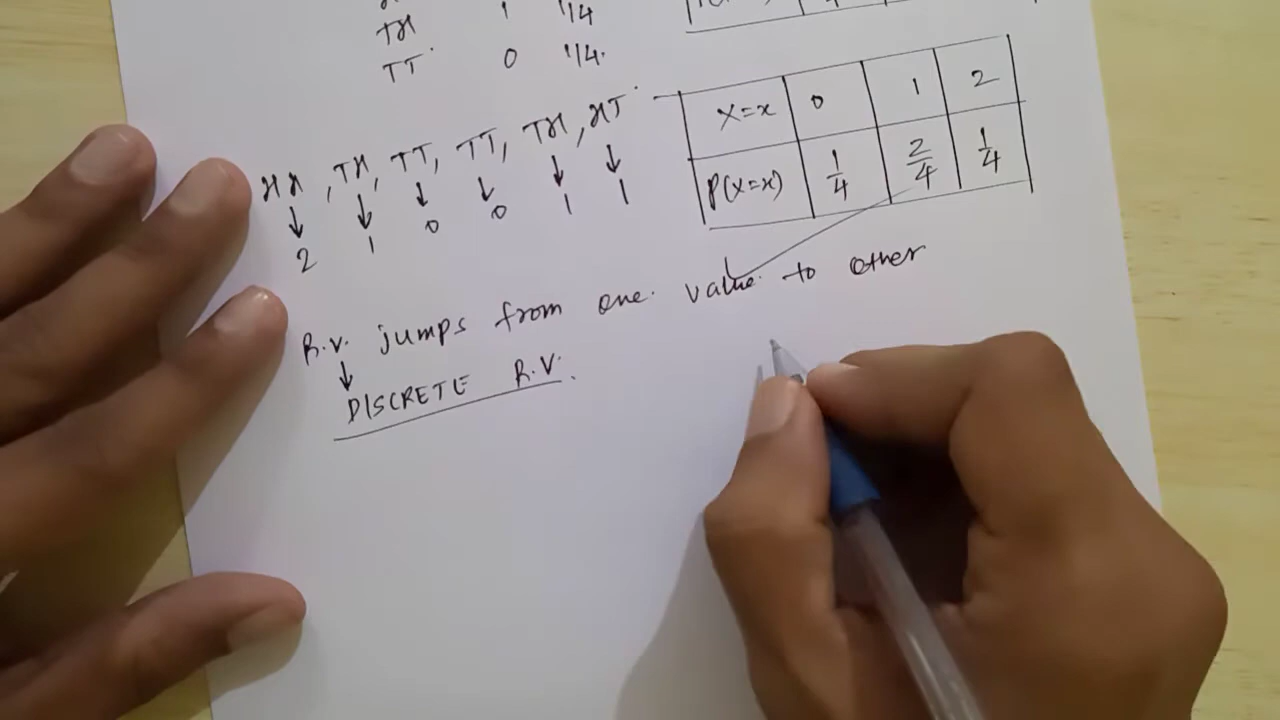 TH 1 1/4
TT 0 1/4.
X=x 0 1 2
P(X=x) 1/4 2/4 1/4
HH, TH, TT, TT, TH, HT
↓ ↓ ↓ ↓ ↓ ↓
2 1 0 0 1 1
R.V. jumps from one value to other
↓
DISCRETE R.V.